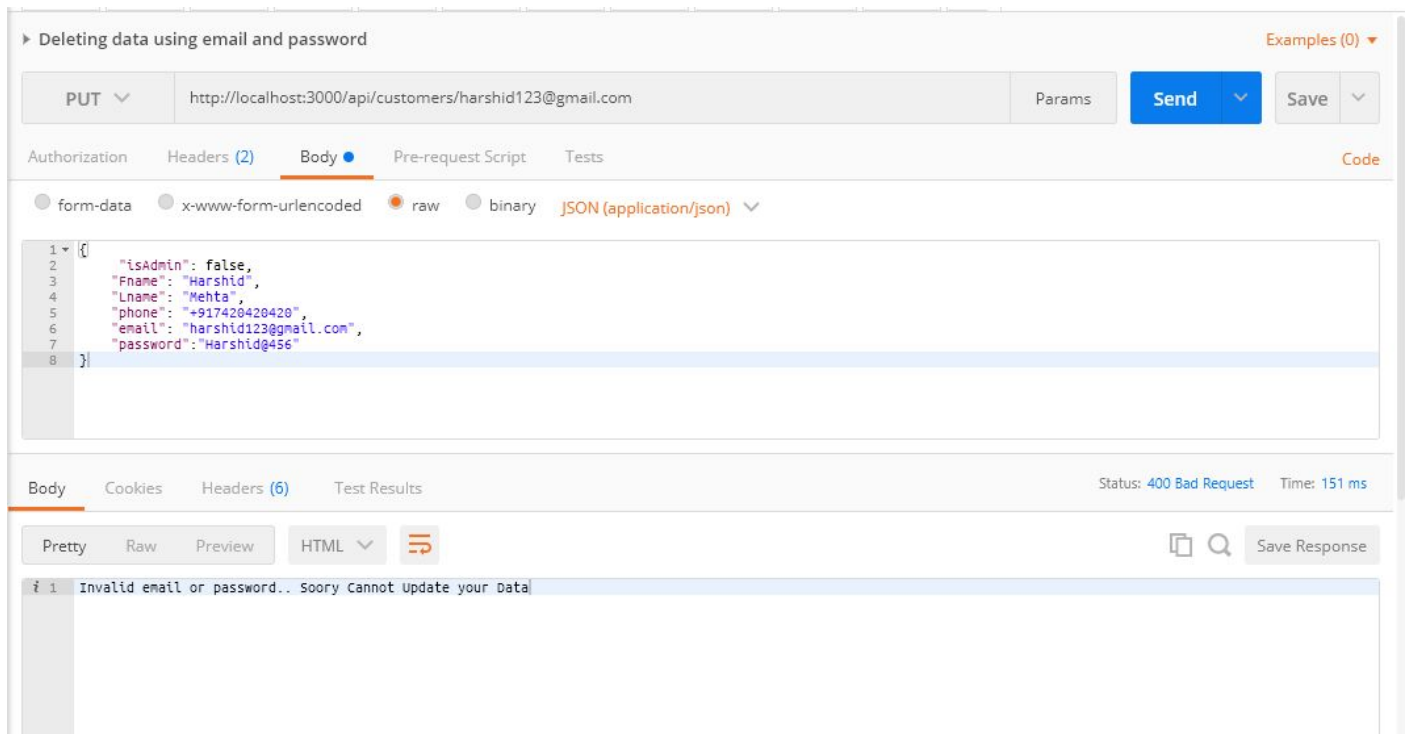 Deleting data using email and password Examples (0)
PUT http://localhost:3000/api/customers/harshid123@gmail.com Params Send Save
Authorization Headers (2) Body Pre-request Script Tests Code
form-data x-www-form-urlencoded raw binary JSON (application/json)
1 {
2 "isAdmin": false,
3 "Fname": "Harshid",
4 "Lname": "Mehta",
5 "phone": "+917420420420",
6 "email": "harshid123@gmail.com",
7 "password":"Harshid@456"
8 }
Body Cookies Headers (6) Test Results Status: 400 Bad Request Time: 151 ms
Pretty Raw Preview HTML Save Response
i 1 Invalid email or password.. Soory Cannot Update your Data